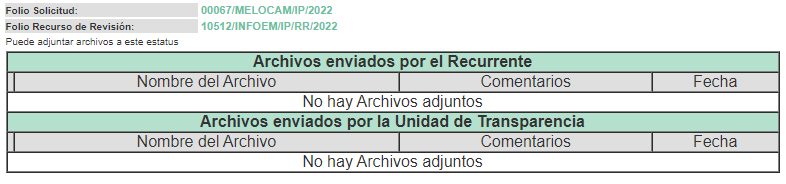 Folio Solicitud: 00067/MELOCAM/IP/2022
Folio Recurso de Revisión: 10512/INFOEM/IP/RR/2022
Puede adjuntar archivos a este estatus
Archivos enviados por el Recurrente
Nombre del Archivo Comentarios Fecha
No hay Archivos adjuntos
Archivos enviados por la Unidad de Transparencia
Nombre del Archivo Comentarios Fecha
No hay Archivos adjuntos